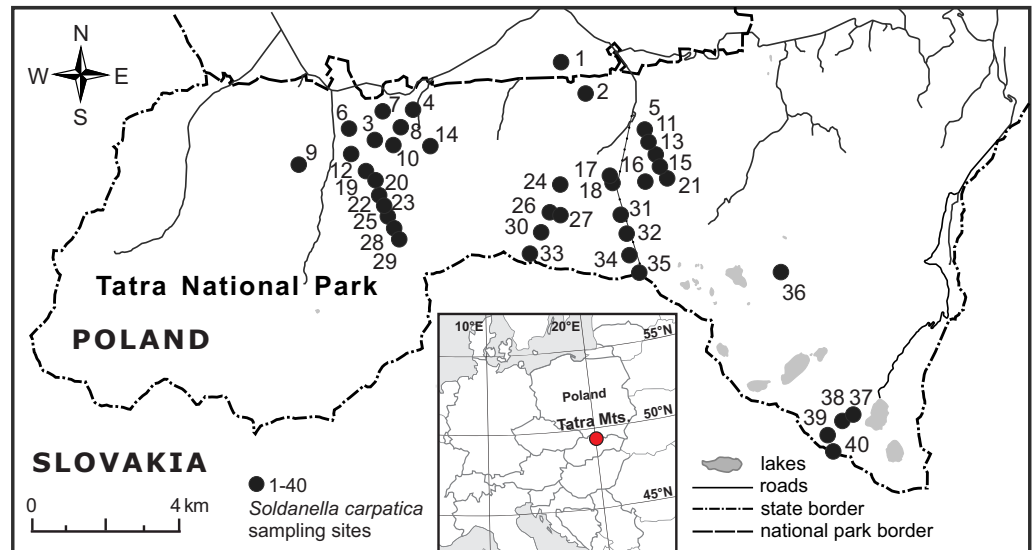 N
W E
S
1
2
7 4
6 3 8
5
11
14
10
13
9
12
17 16 15
19 20
24 18 21
22 23
26 27 31
25
30 32
28
29
33 34 35
36
Tatra National Park
POLAND
10°E 20°E 55°N
Poland
50°N
Tatra Mts.
45°N
38 37
39
40
SLOVAKIA
0 4 km
1-40
Soldanella carpatica
sampling sites
lakes
roads
state border
national park border